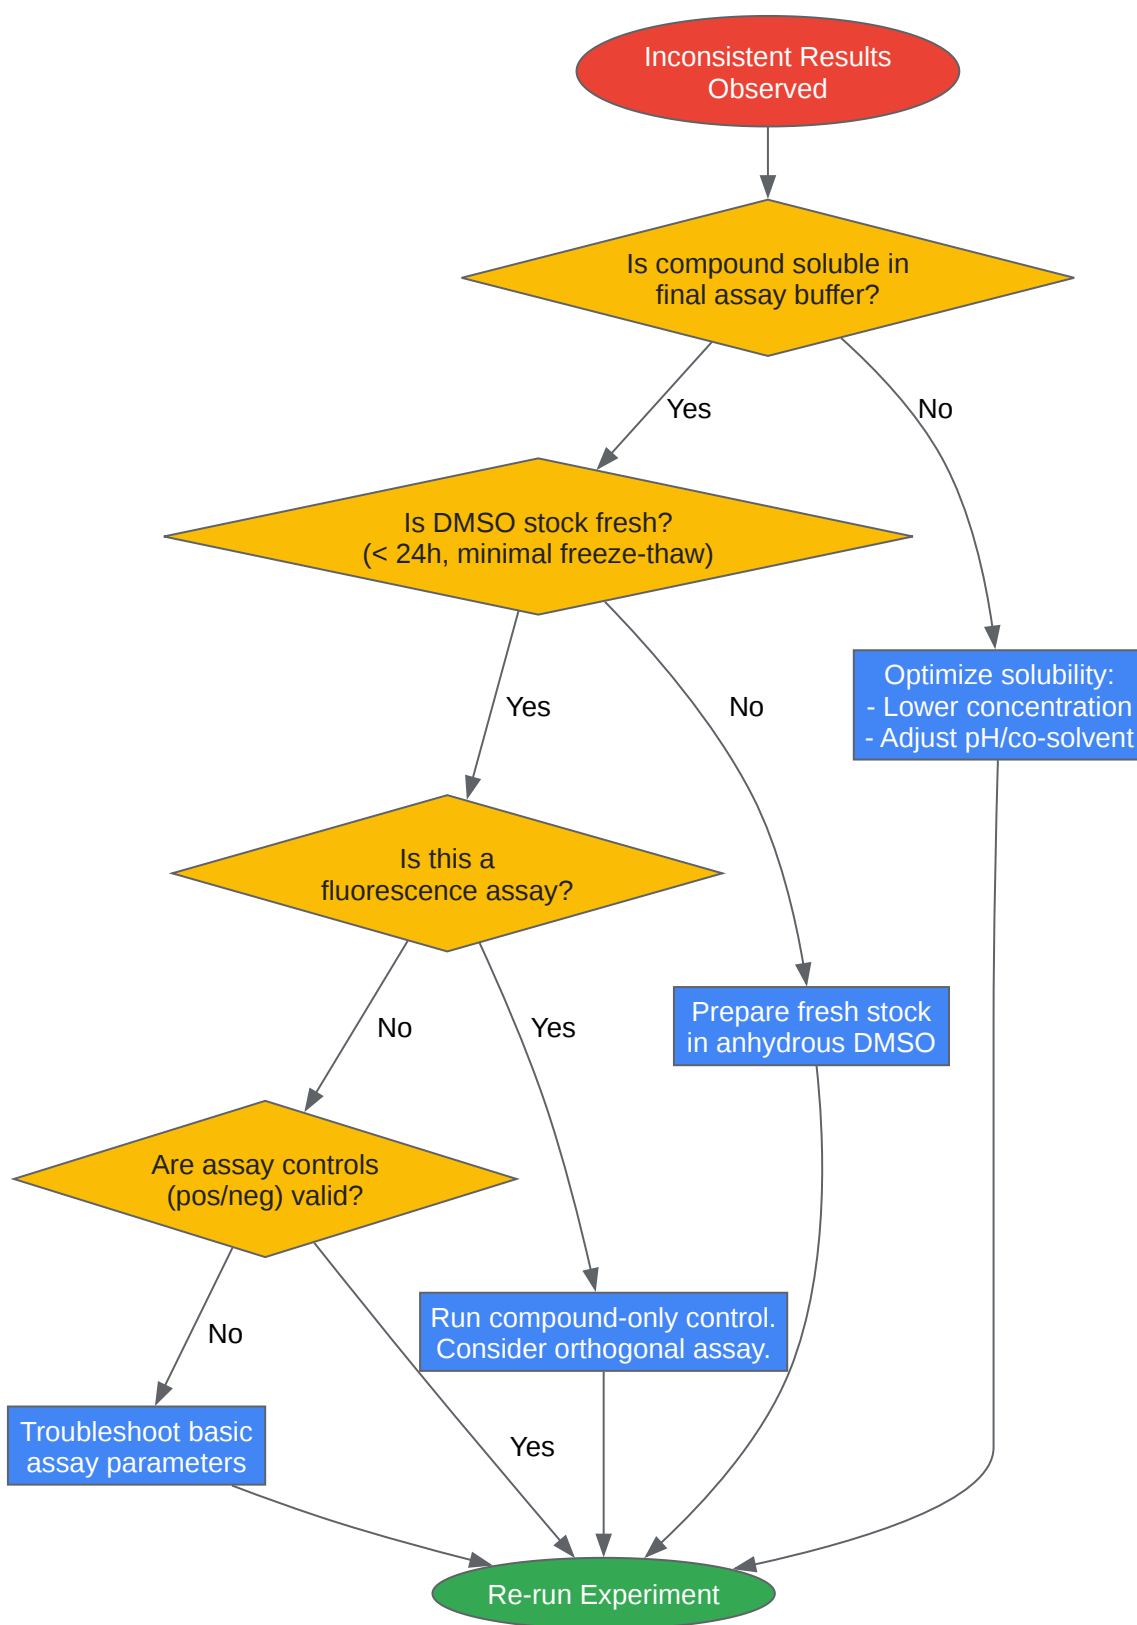 Inconsistent Results
Observed
Is compound soluble in
final assay buffer?
Yes
No
Is DMSO stock fresh?
(< 24h, minimal freeze-thaw)
Optimize solubility:
- Lower concentration
- Adjust pH/co-solvent
Yes
No
Is this a
fluorescence assay?
Prepare fresh stock
in anhydrous DMSO
No
Yes
Are assay controls
(pos/neg) valid?
Run compound-only control.
Consider orthogonal assay.
No
Troubleshoot basic
assay parameters
Yes
Re-run Experiment